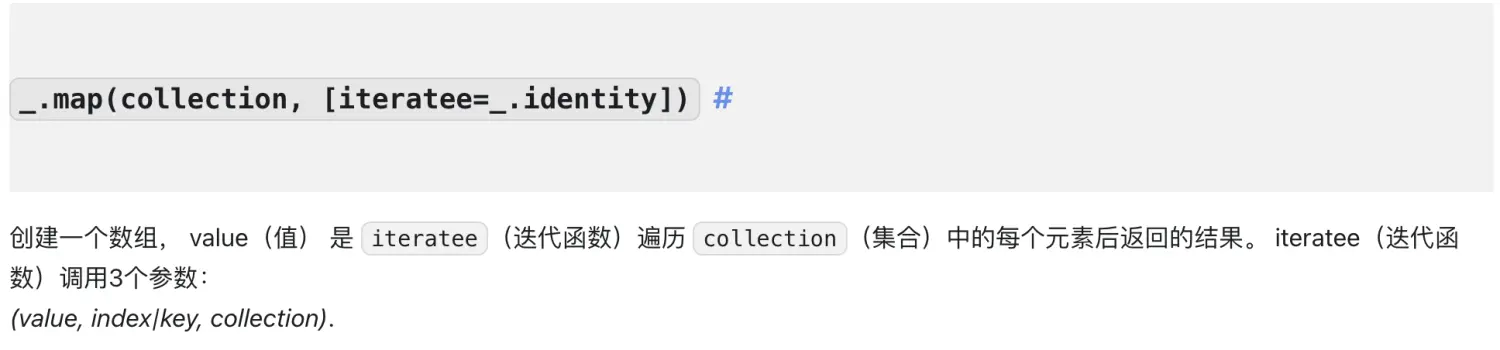 _.map(collection, [iteratee=_.identity]) #
创建一个数组， value（值） 是 iteratee（迭代函数）遍历 collection（集合）中的每个元素后返回的结果。 iteratee（迭代函
数）调用3个参数：
(value, index|key, collection).